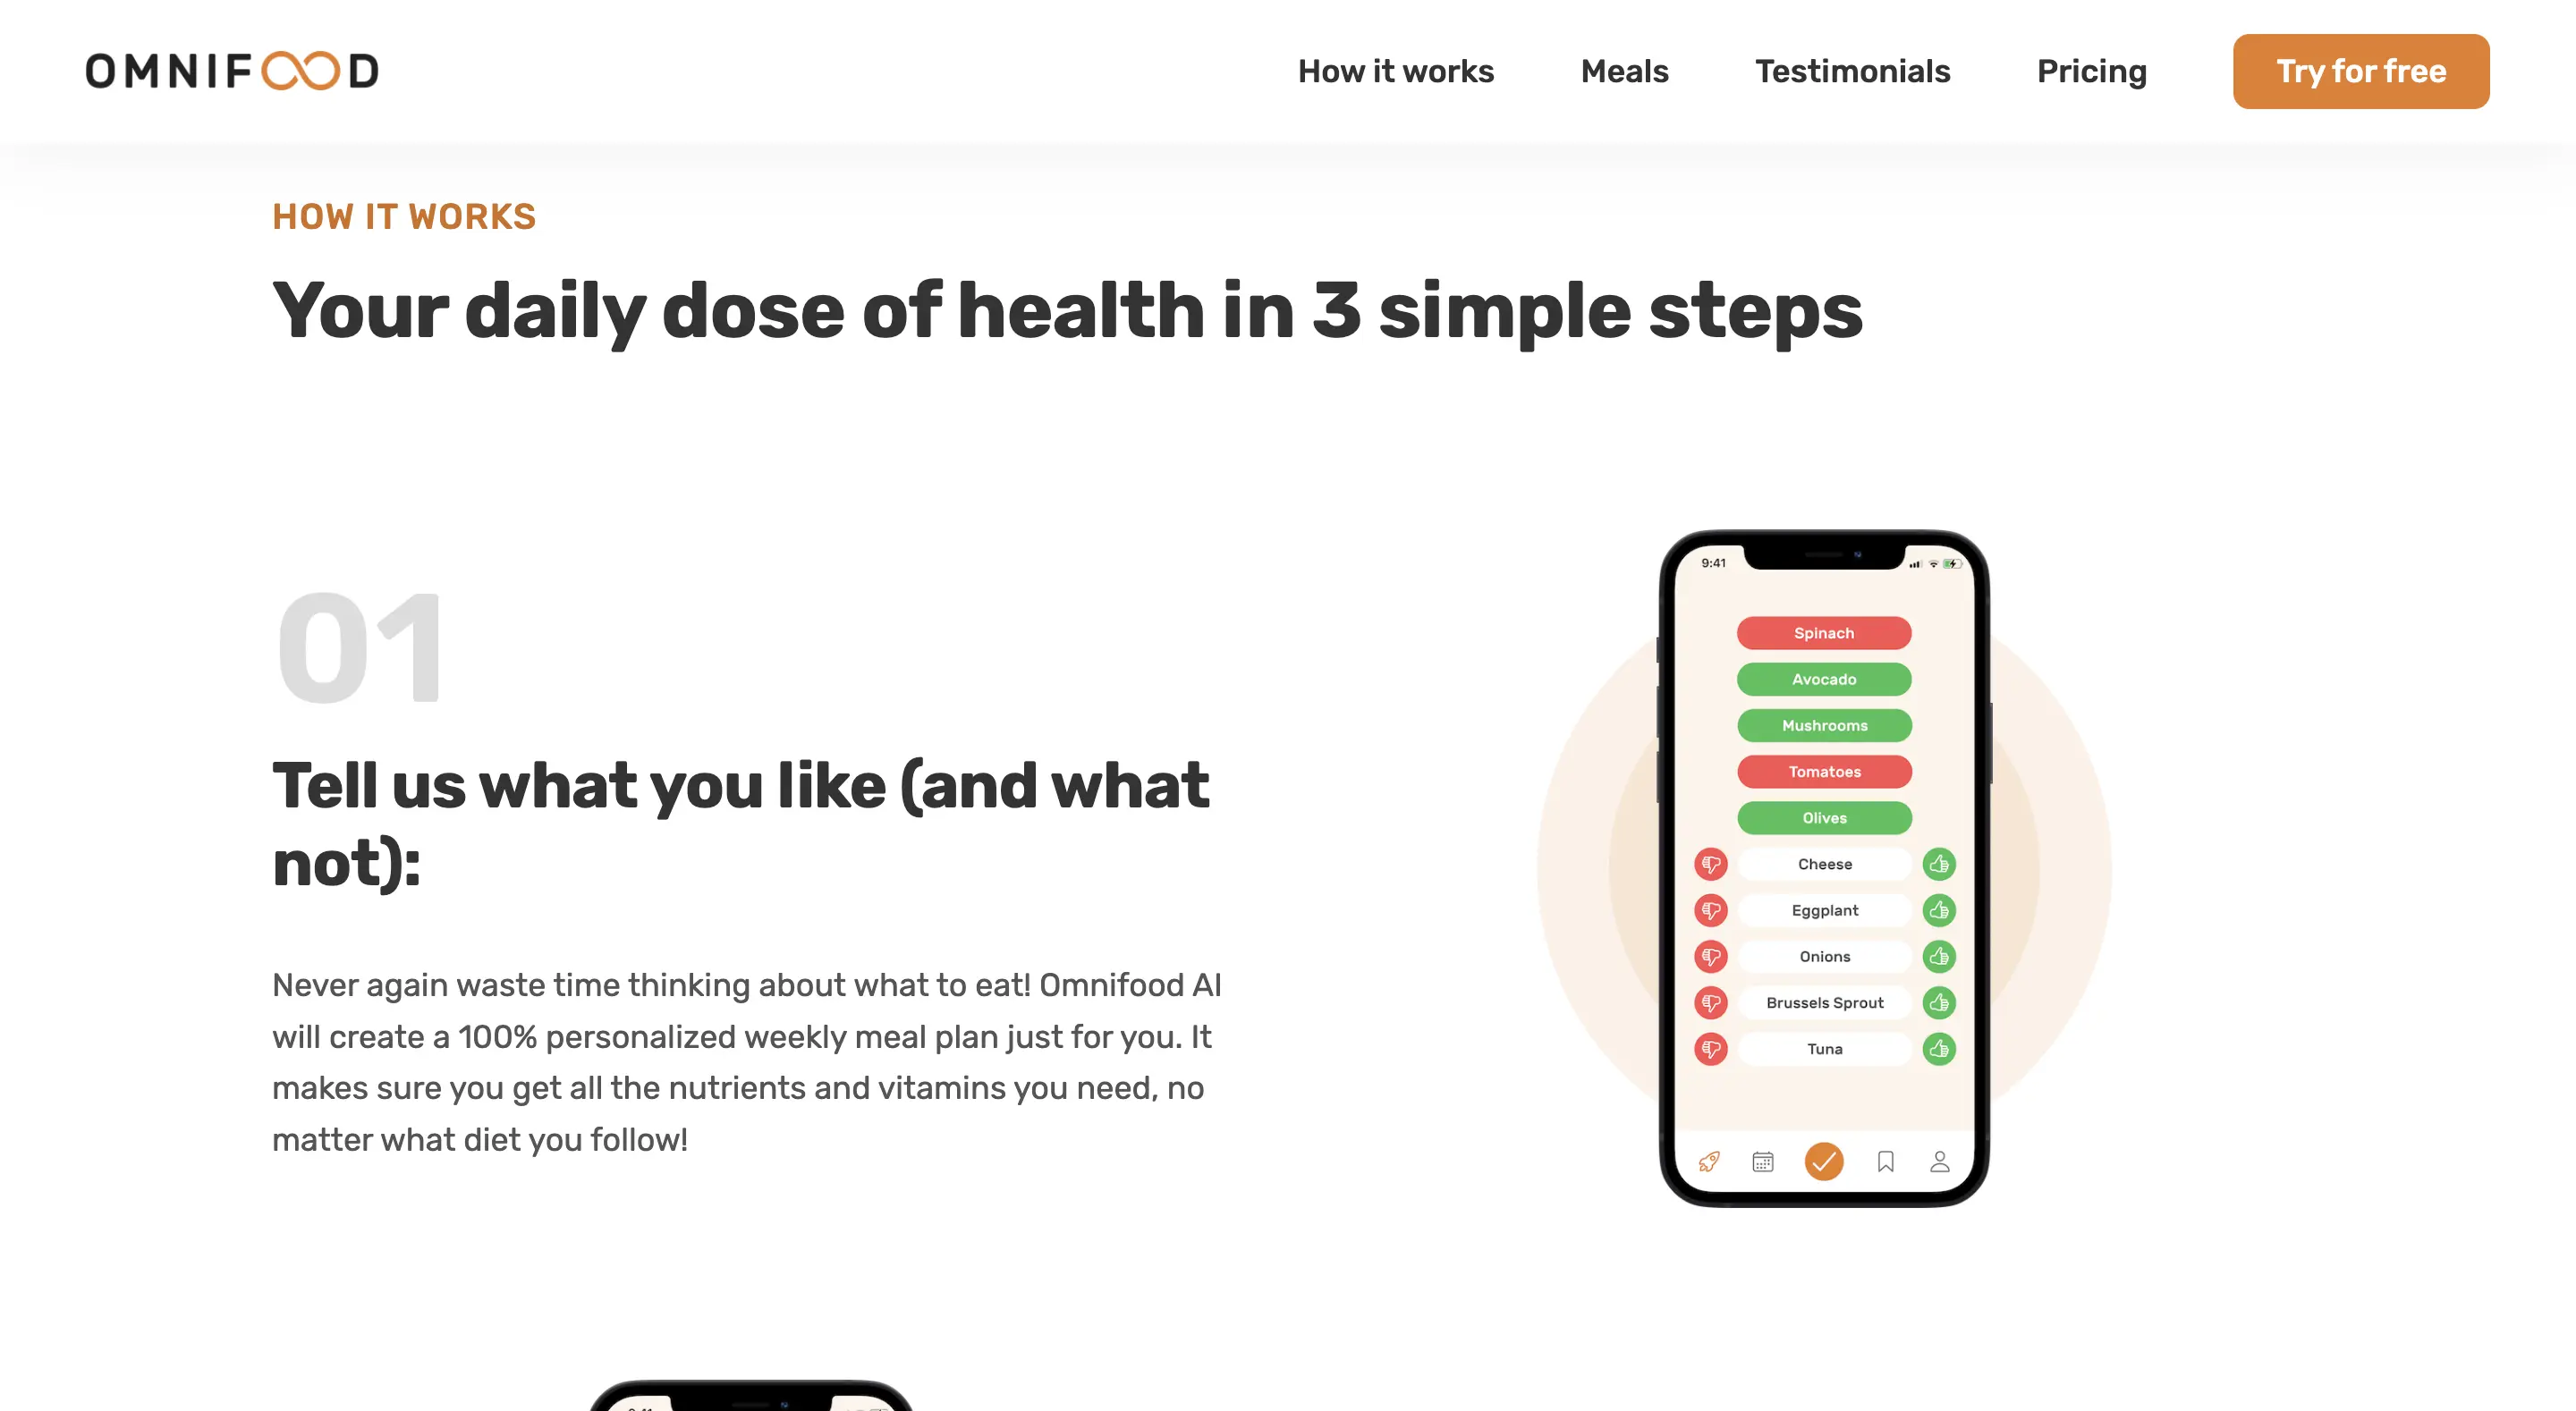 OMNIFOOD
How it works
Meals
Testimonials
Pricing
Try for free
HOW IT WORKS
Your daily dose of health in 3 simple steps
01
Tell us what you like (and what
not):
Never again waste time thinking about what to eat! Omnifood AI
will create a 100% personalized weekly meal plan just for you. It
makes sure you get all the nutrients and vitamins you need, no
matter what diet you follow!
9:41
Spinach
Avocado
Mushrooms
Tomatoes
Olives
Cheese
Eggplant
Onions
Brussels Sprout
Tuna